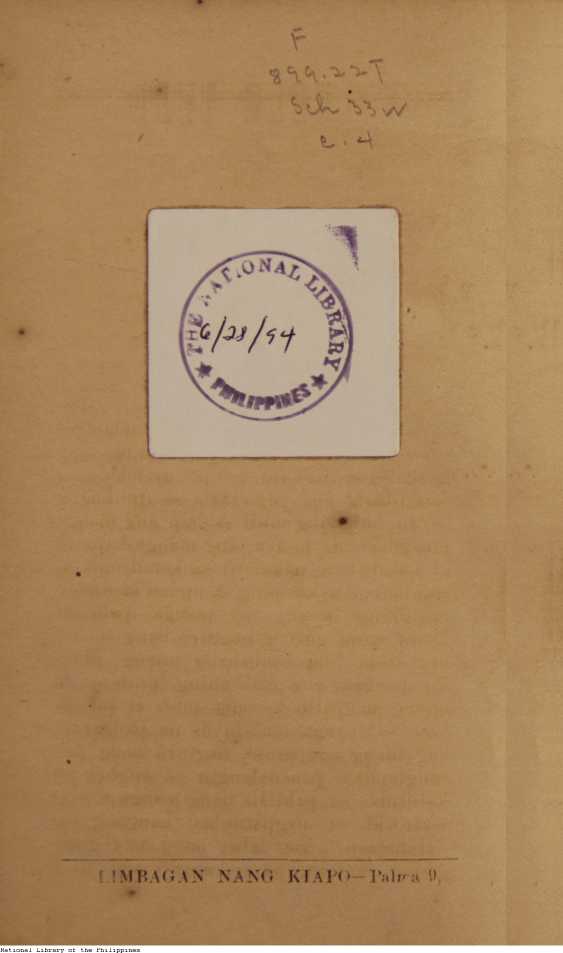 F
899.22T
Sch 33w
c.4
THE NATIONAL LIBRARY
6/28/94
★ PHILIPPINES ★
LIMBAGAN NANG KIAPO—Palma 9,
National Library of the Philippines